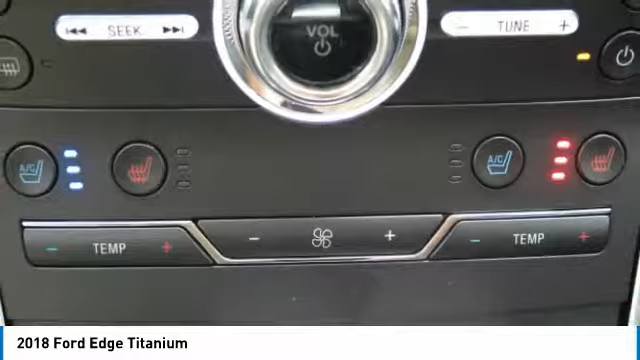 SEEK
VOL
− TUNE +
A/C
A/C
− TEMP +
− +
− TEMP +
2018 Ford Edge Titanium